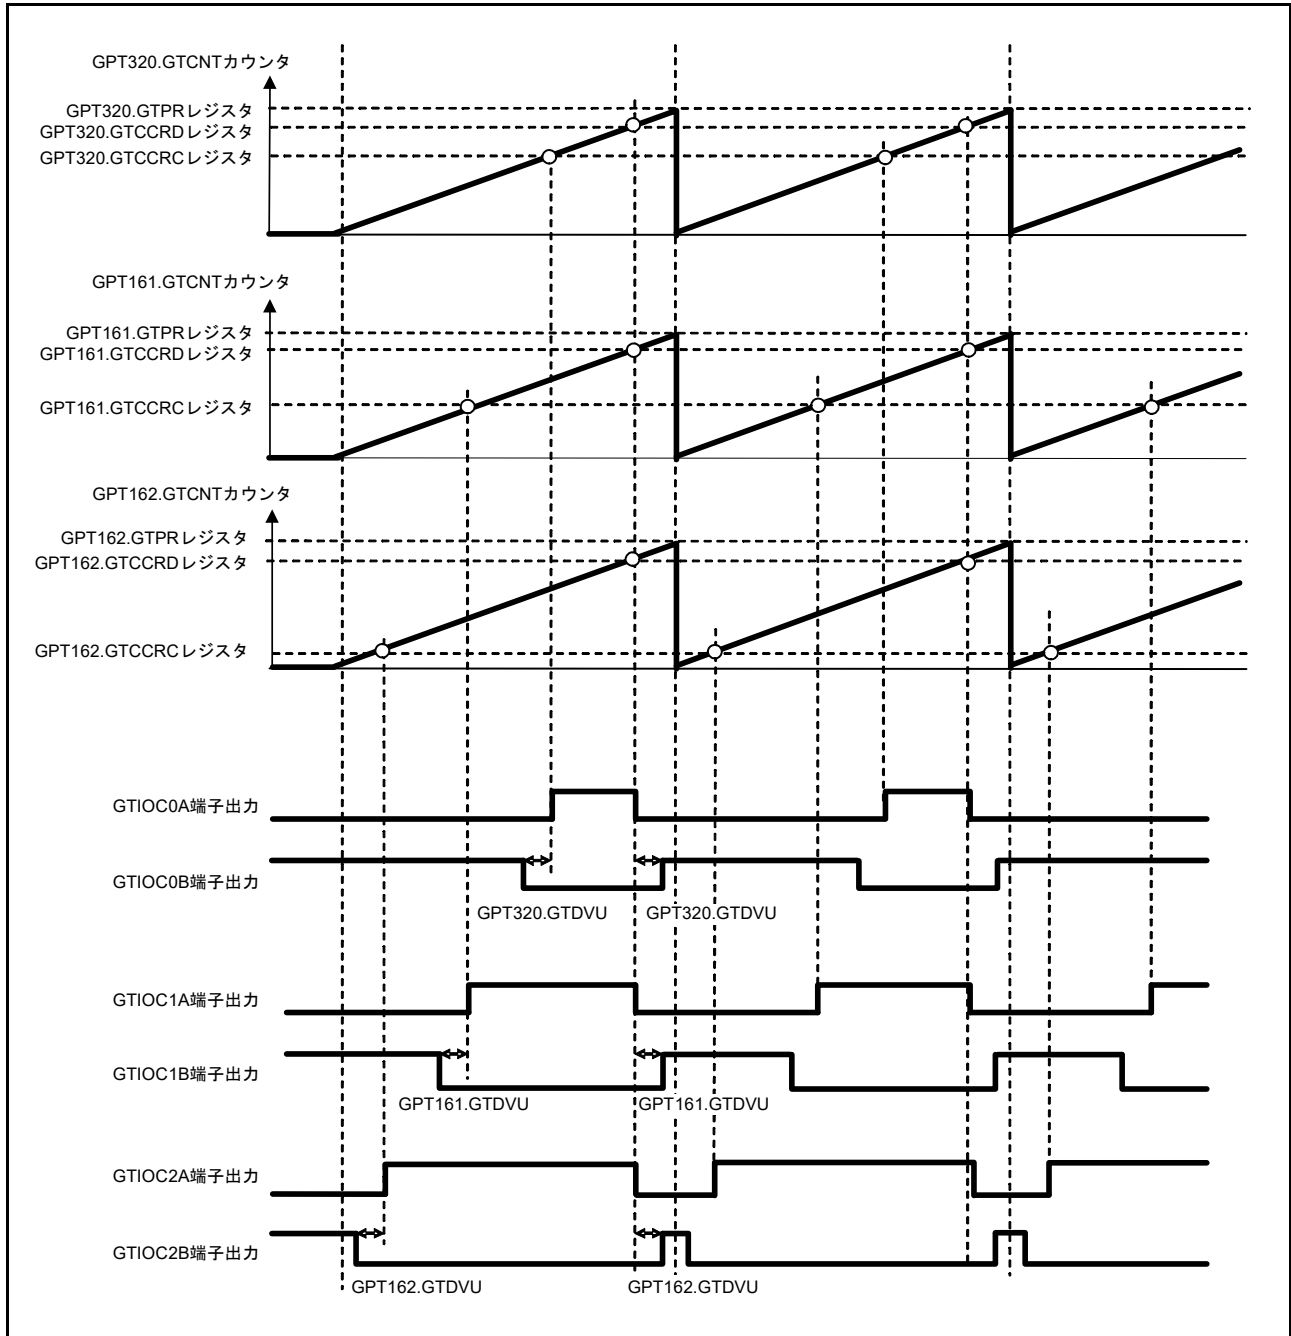 GPT320.GTCNTカウンタ
GPT320.GTPRレジスタ
GPT320.GTCCRDレジスタ
GPT320.GTCCRCレジスタ
GPT161.GTCNTカウンタ
GPT161.GTPRレジスタ
GPT161.GTCCRDレジスタ
GPT161.GTCCRCレジスタ
GPT162.GTCNTカウンタ
GPT162.GTPRレジスタ
GPT162.GTCCRDレジスタ
GPT162.GTCCRCレジスタ
GTIOC0A端子出力
GTIOC0B端子出力
GPT320.GTDVU GPT320.GTDVU
GTIOC1A端子出力
GTIOC1B端子出力
GPT161.GTDVU GPT161.GTDVU
GTIOC2A端子出力
GTIOC2B端子出力
GPT162.GTDVU GPT162.GTDVU